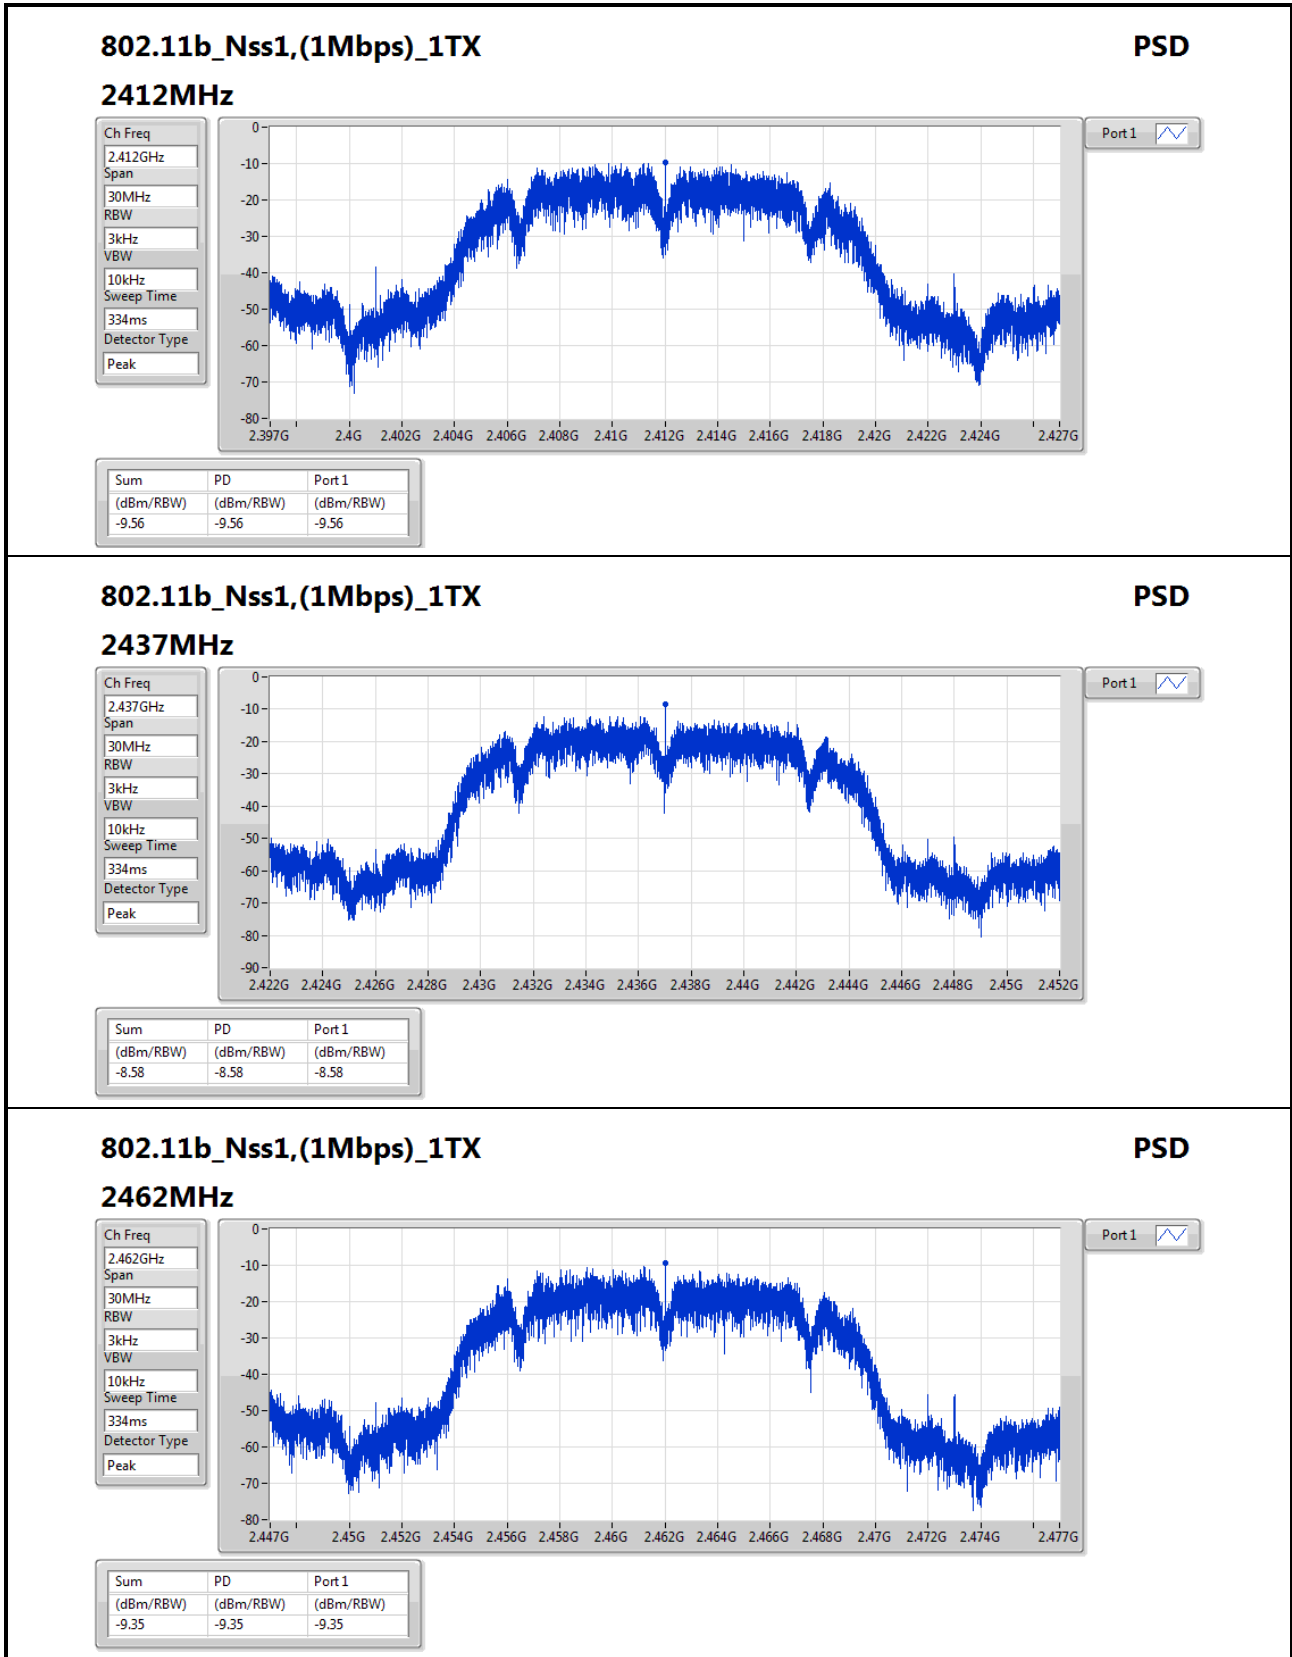 802.11b_Nss1,(1Mbps)_1TX PSD
2412MHz
Ch Freq
2.412GHz
Span
30MHz
RBW
3kHz
VBW
10kHz
Sweep Time
334ms
Detector Type
Peak
0
-10
-20
-30
-40
-50
-60
-70
-80
2.397G 2.4G 2.402G 2.404G 2.406G 2.408G 2.41G 2.412G 2.414G 2.416G 2.418G 2.42G 2.422G 2.424G 2.427G
Port 1
Sum PD Port 1
(dBm/RBW) (dBm/RBW) (dBm/RBW)
-9.56 -9.56 -9.56
802.11b_Nss1,(1Mbps)_1TX PSD
2437MHz
Ch Freq
2.437GHz
Span
30MHz
RBW
3kHz
VBW
10kHz
Sweep Time
334ms
Detector Type
Peak
0
-10
-20
-30
-40
-50
-60
-70
-80
-90
2.422G 2.424G 2.426G 2.428G 2.43G 2.432G 2.434G 2.436G 2.438G 2.44G 2.442G 2.444G 2.446G 2.448G 2.45G 2.452G
Port 1
Sum PD Port 1
(dBm/RBW) (dBm/RBW) (dBm/RBW)
-8.58 -8.58 -8.58
802.11b_Nss1,(1Mbps)_1TX PSD
2462MHz
Ch Freq
2.462GHz
Span
30MHz
RBW
3kHz
VBW
10kHz
Sweep Time
334ms
Detector Type
Peak
0
-10
-20
-30
-40
-50
-60
-70
-80
2.447G 2.45G 2.452G 2.454G 2.456G 2.458G 2.46G 2.462G 2.464G 2.466G 2.468G 2.47G 2.472G 2.474G 2.477G
Port 1
Sum PD Port 1
(dBm/RBW) (dBm/RBW) (dBm/RBW)
-9.35 -9.35 -9.35